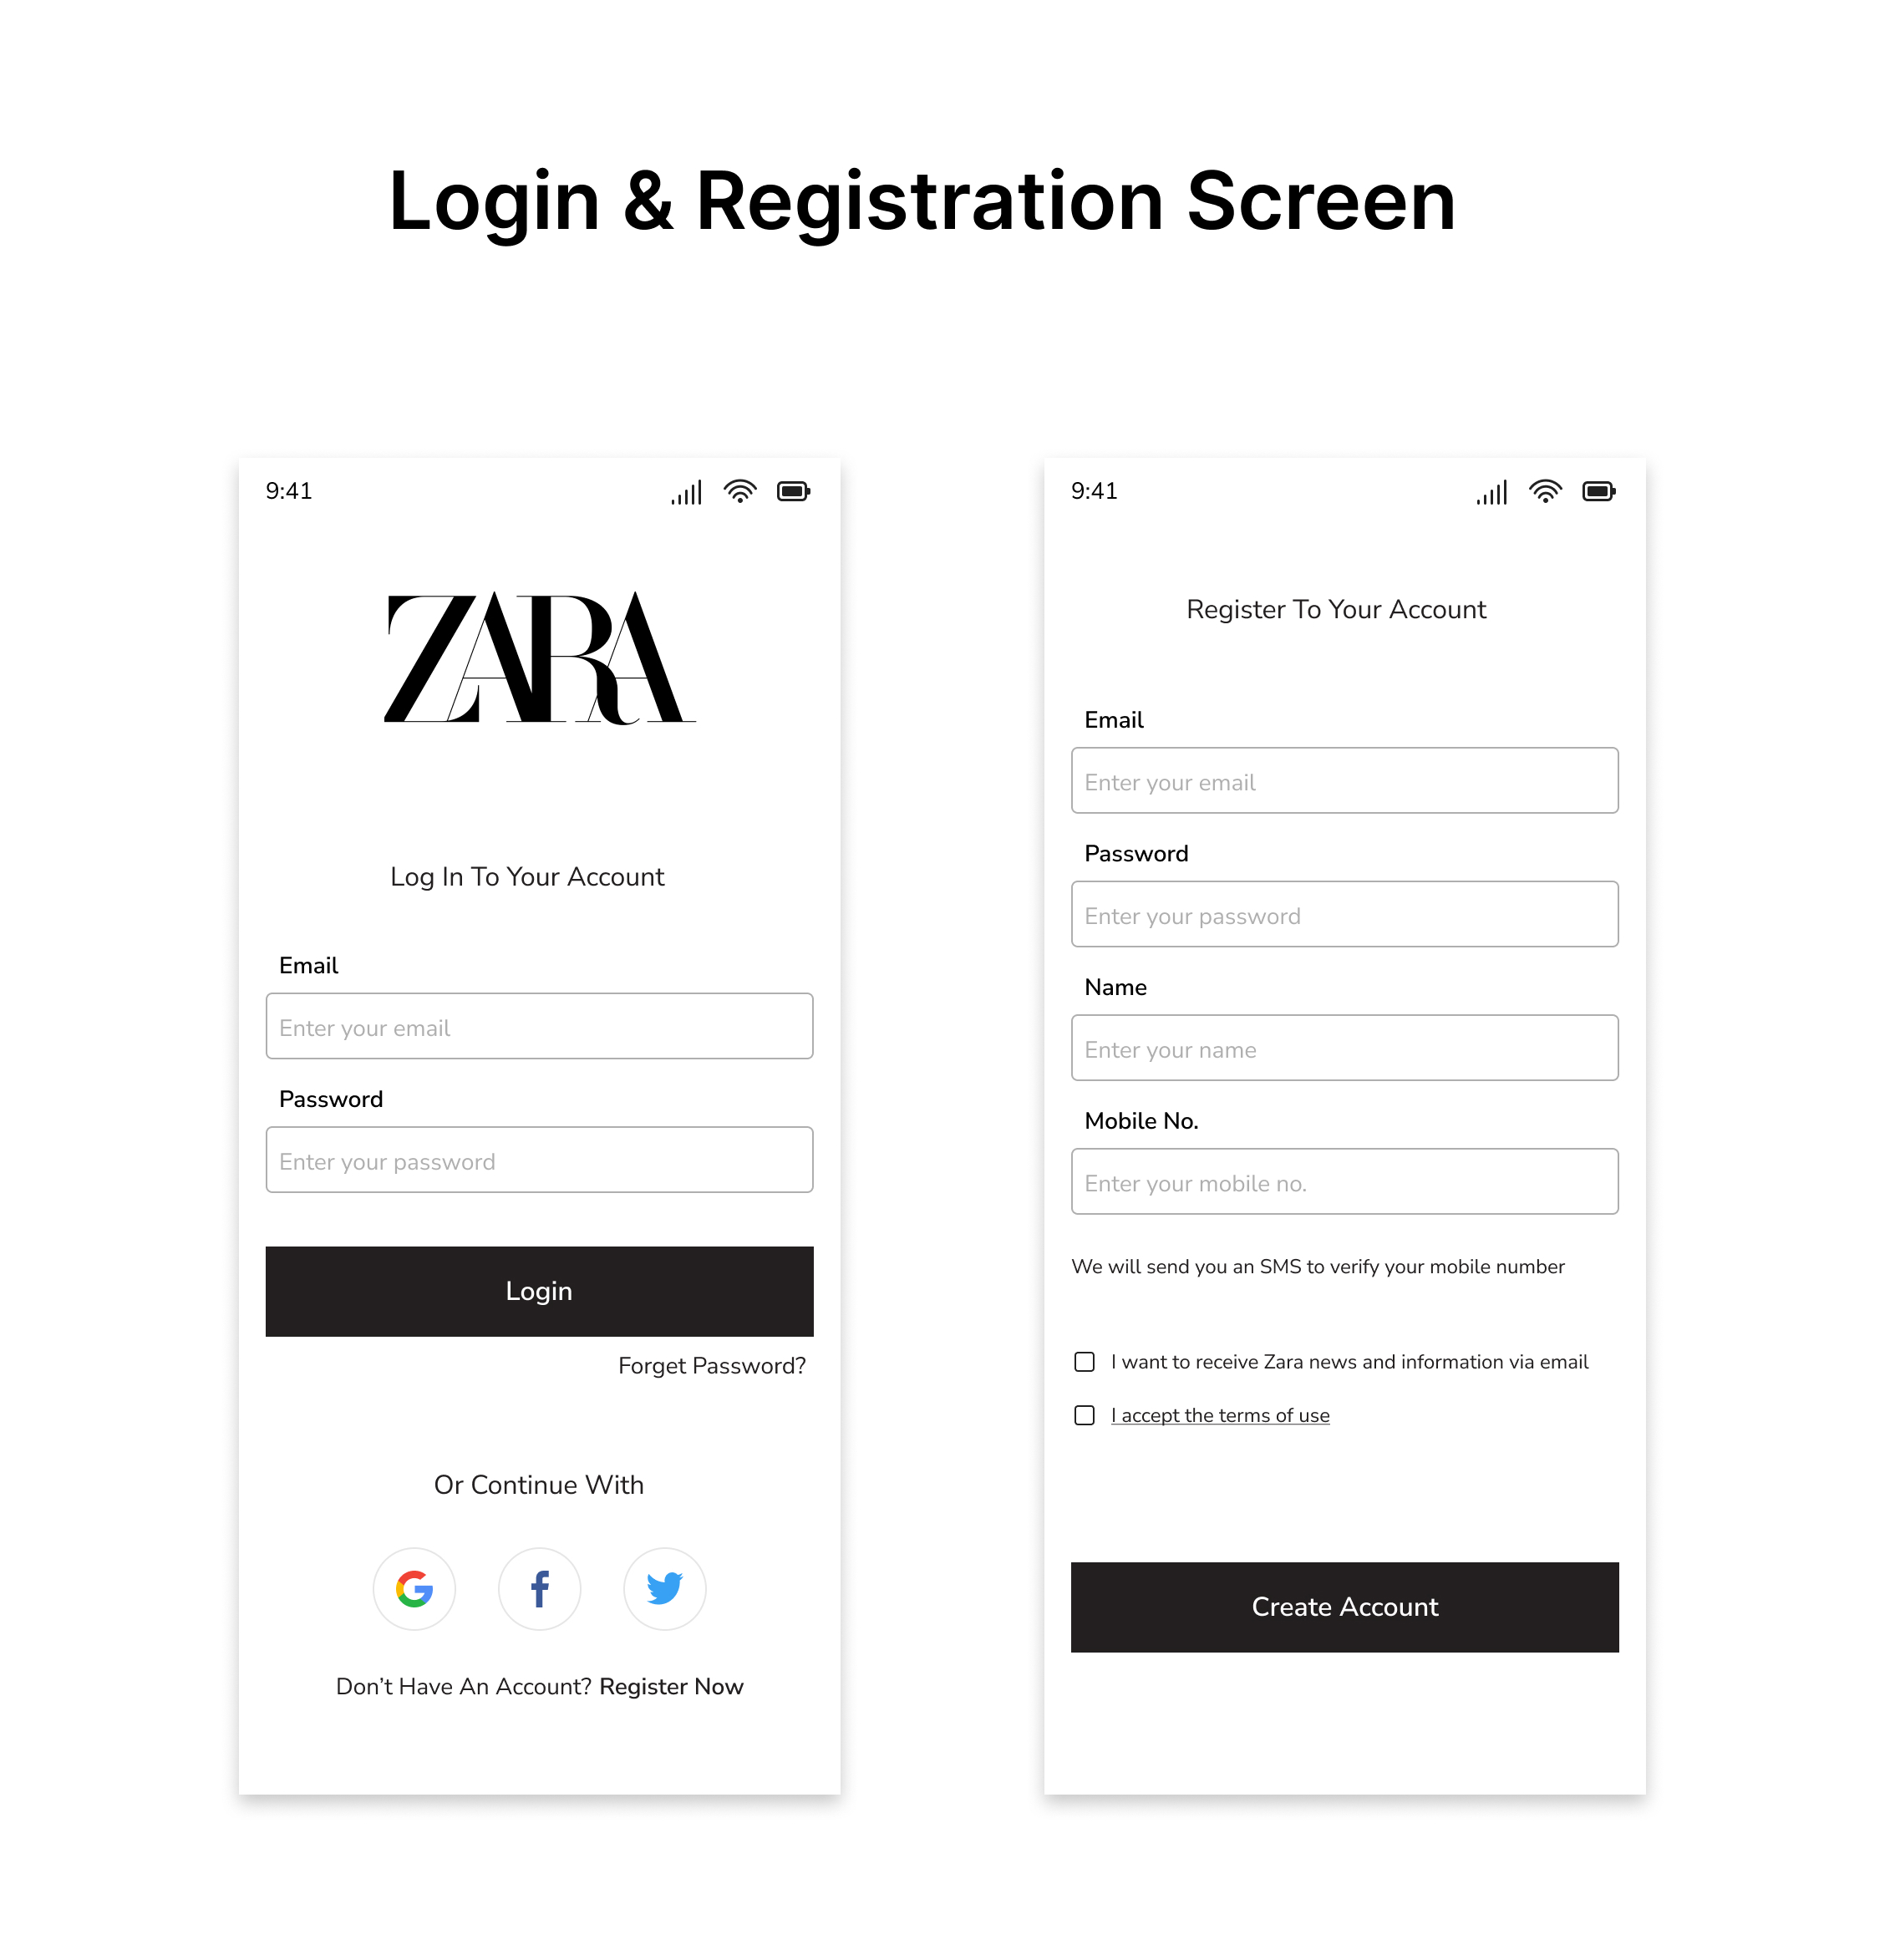 Login & Registration Screen
9:41
ZARA
Log In To Your Account
Email
Enter your email
Password
Enter your password
Login
Forget Password?
Or Continue With
Don’t Have An Account? Register Now
9:41
Register To Your Account
Email
Enter your email
Password
Enter your password
Name
Enter your name
Mobile No.
Enter your mobile no.
We will send you an SMS to verify your mobile number
I want to receive Zara news and information via email
I accept the terms of use
Create Account